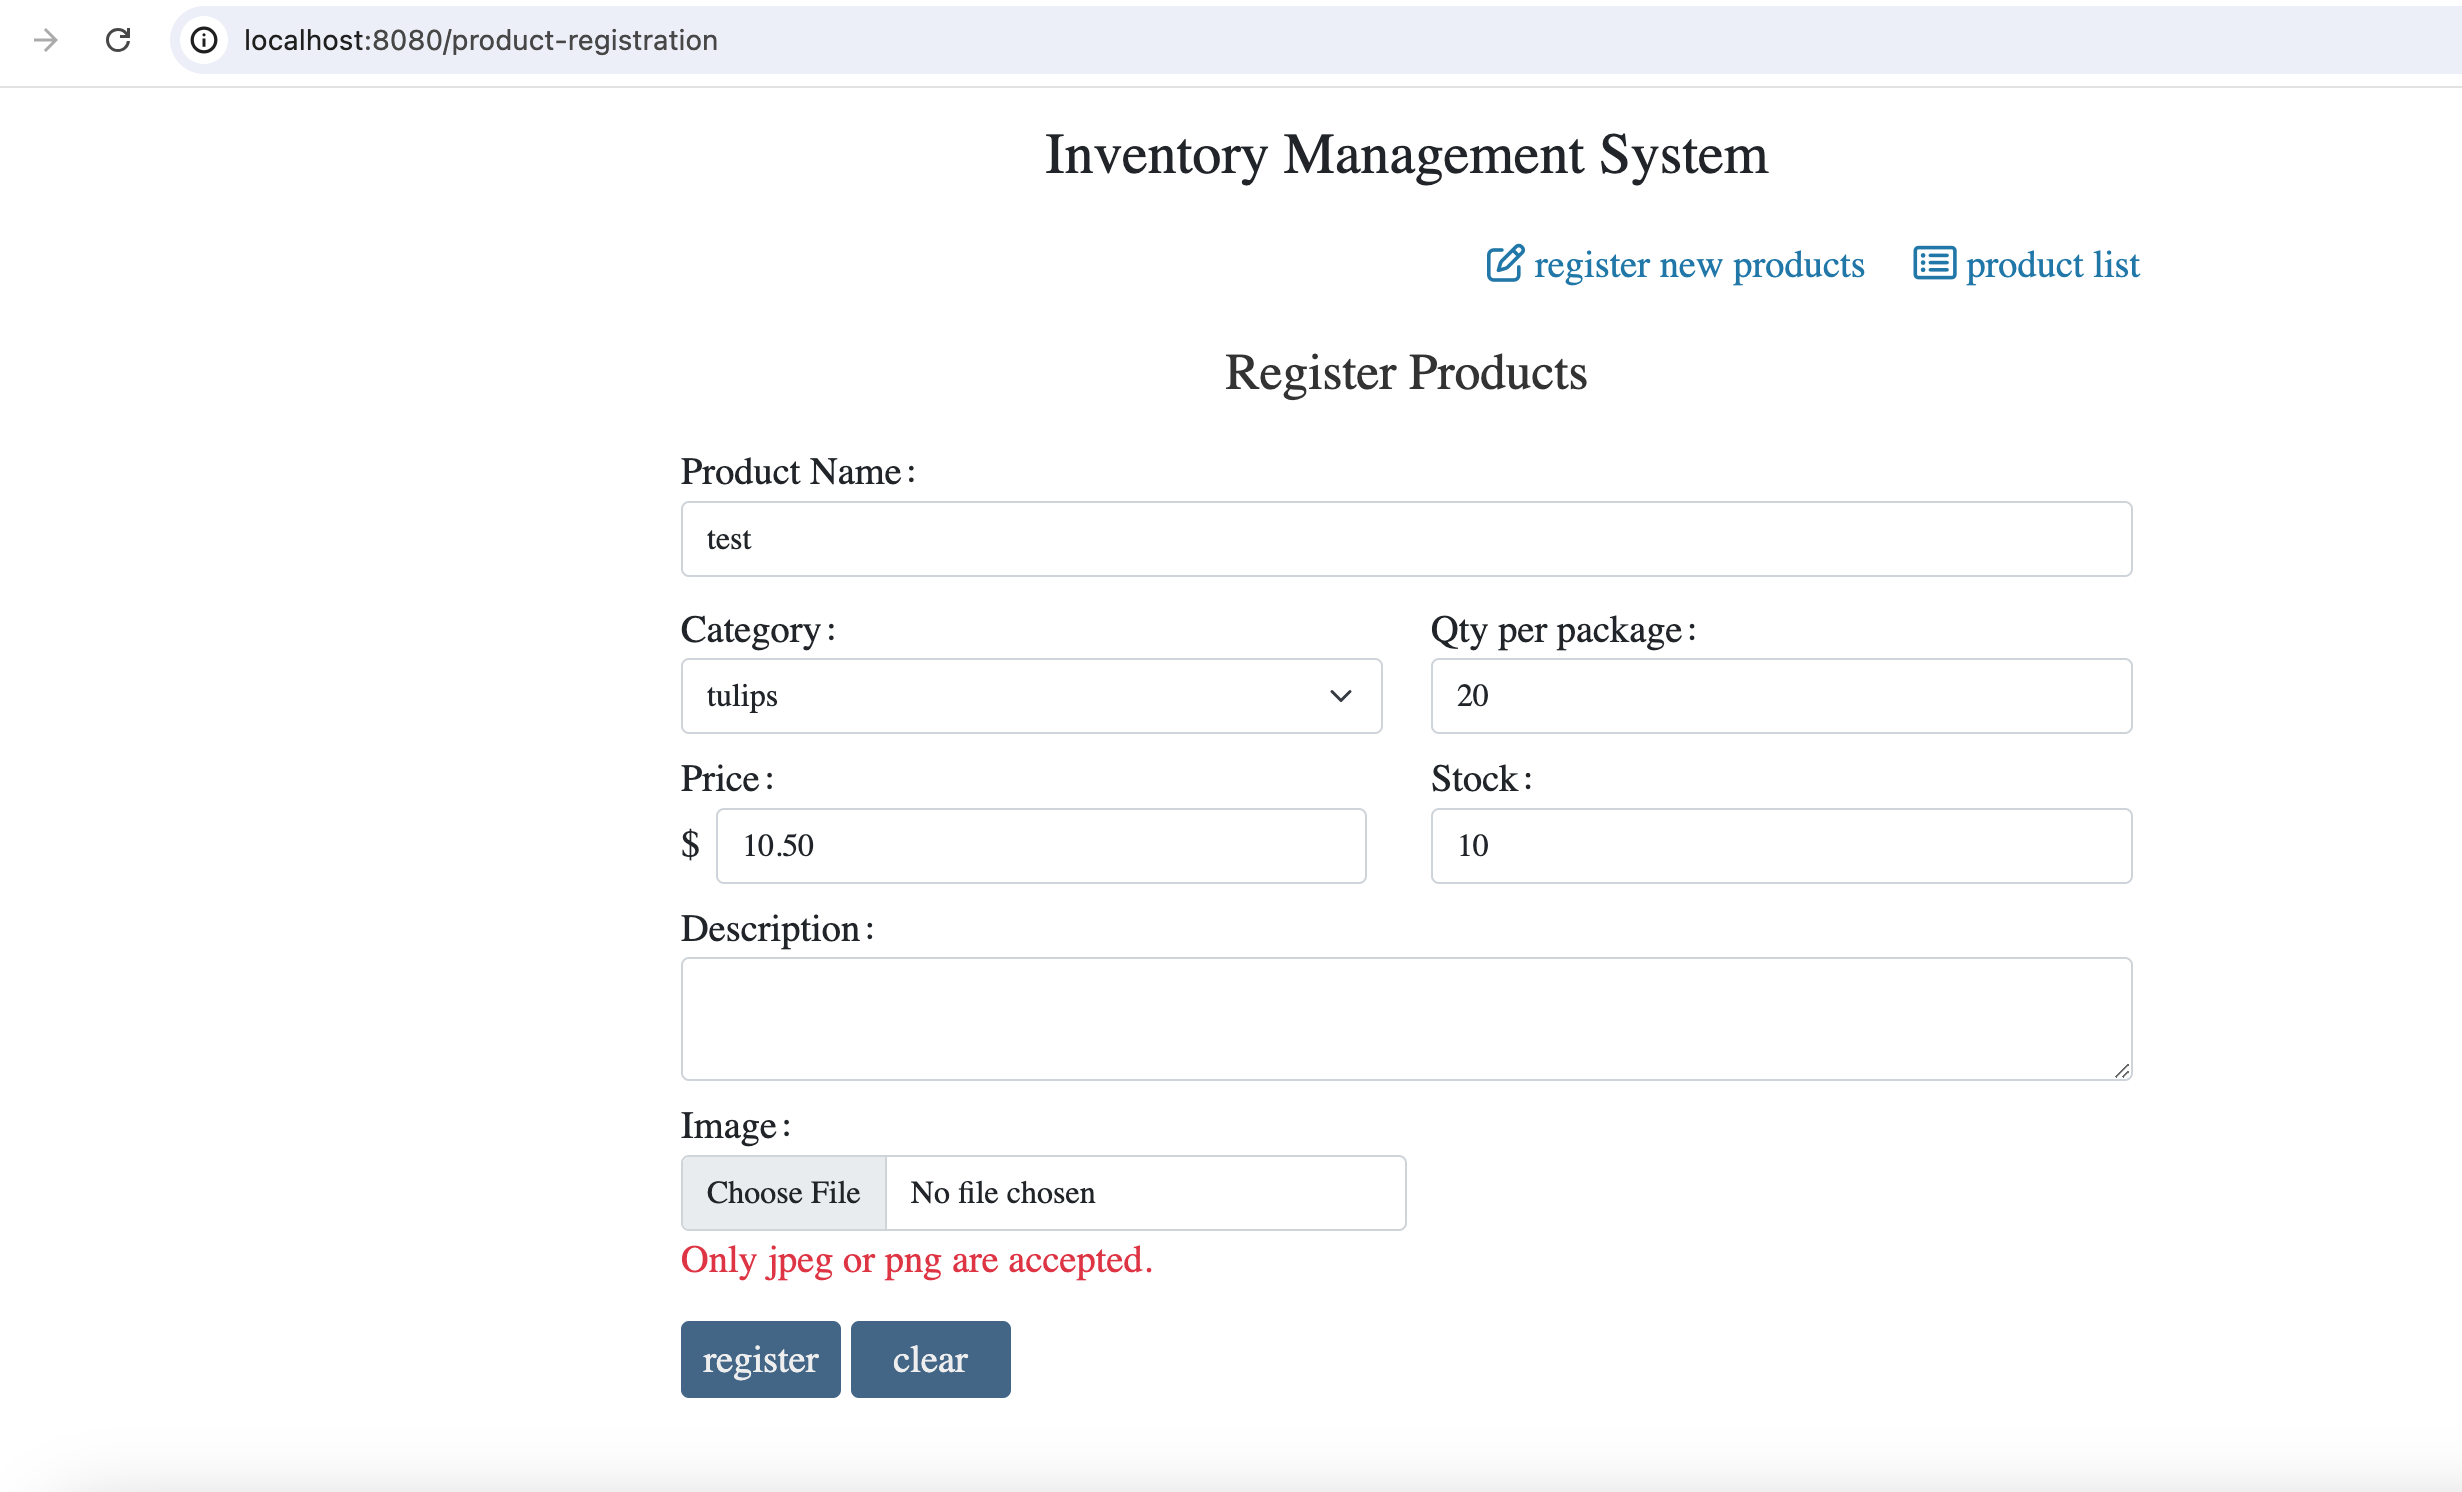 localhost:8080/product-registration
Inventory Management System
register new products product list
Register Products
Product Name:
test
Category: Qty per package:
tulips 20
Price: Stock:
$ 10.50 10
Description:
Image:
Choose File No file chosen
Only jpeg or png are accepted.
register clear